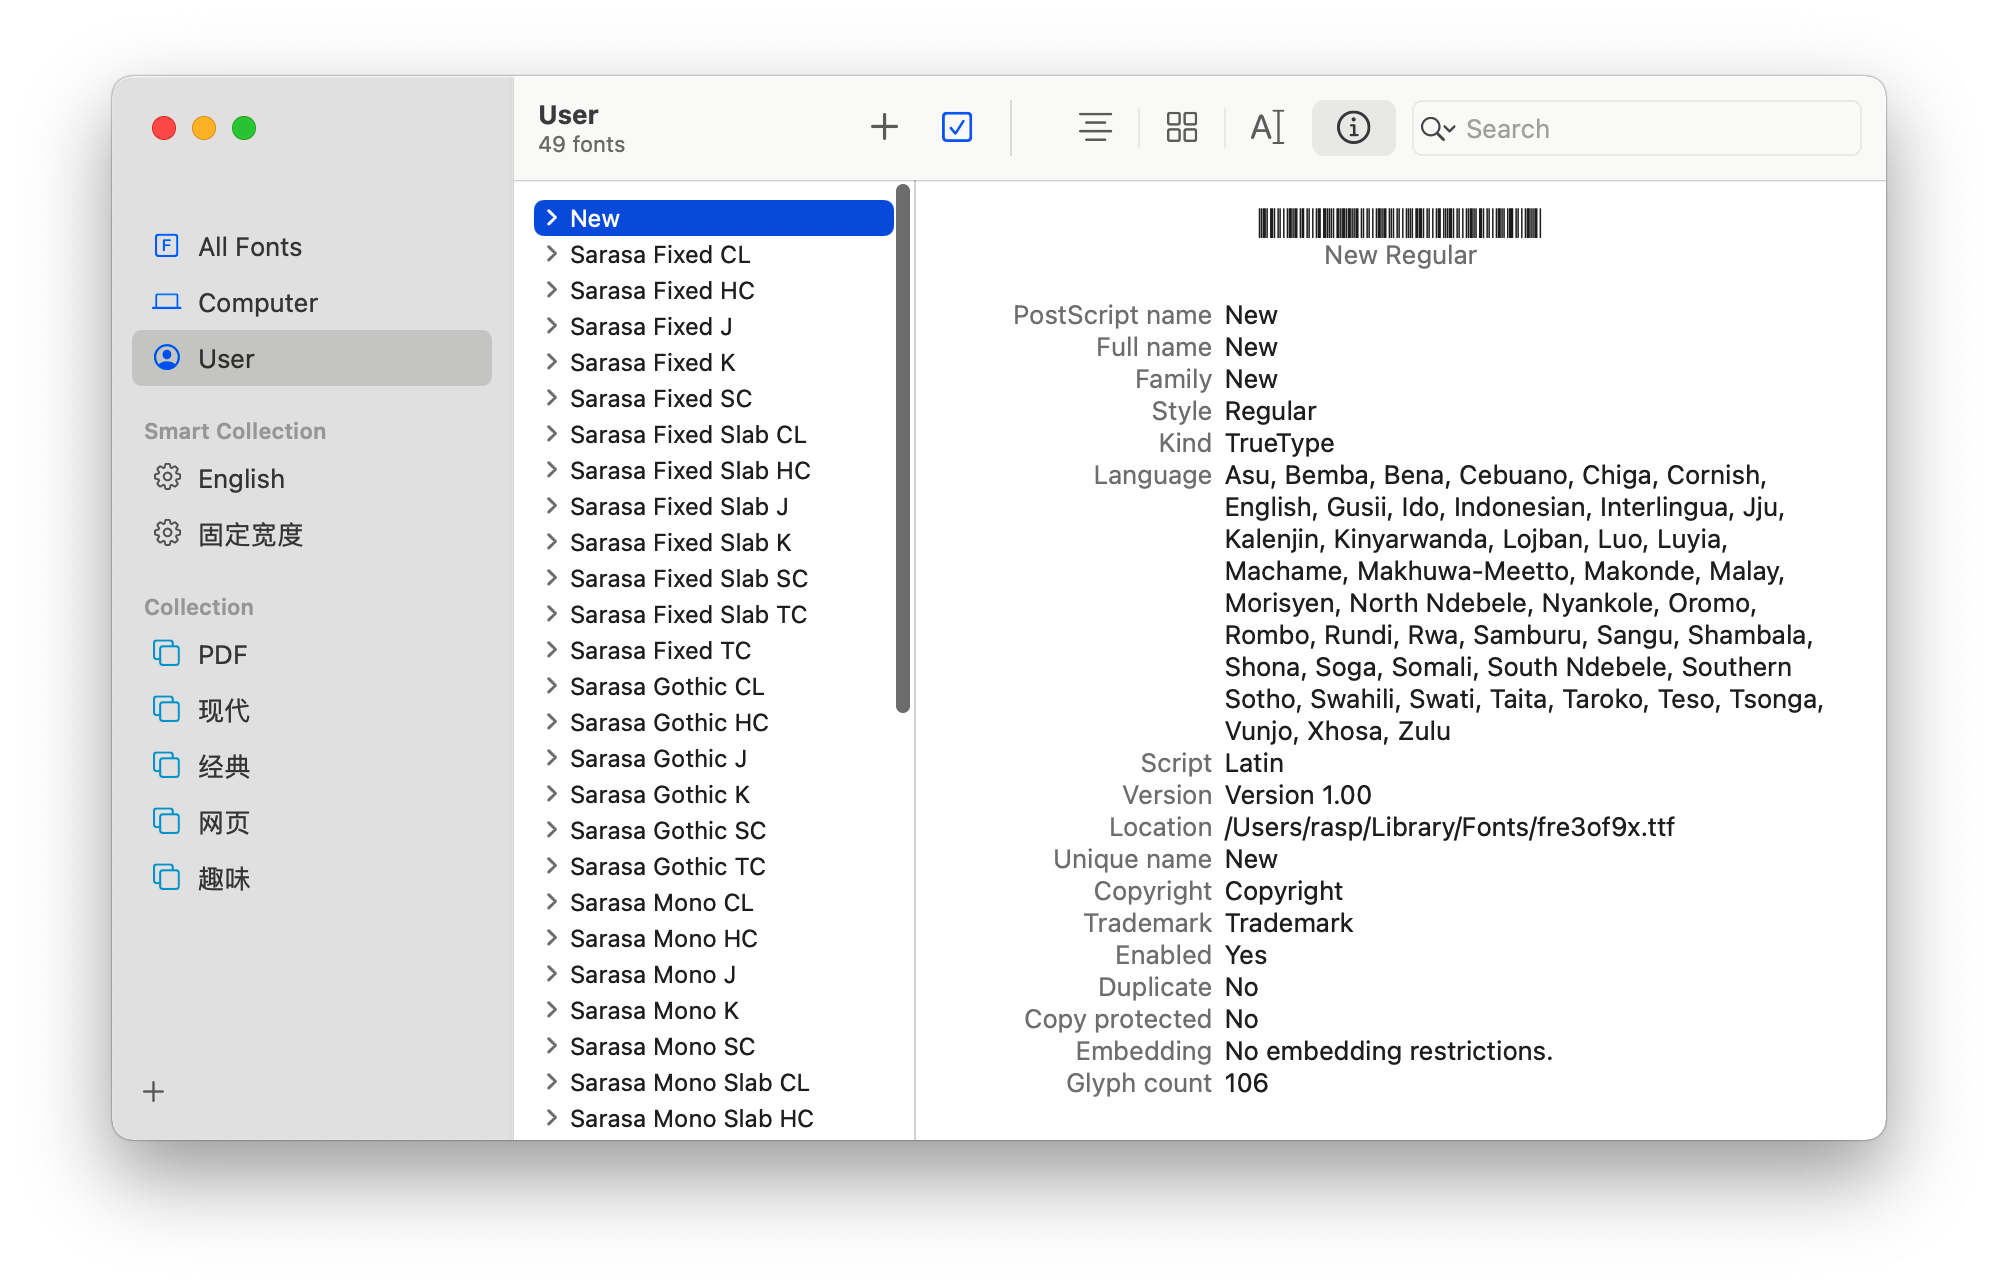 User
49 fonts
Search
All Fonts
Computer
User
Smart Collection
English
固定宽度
Collection
PDF
现代
经典
网页
趣味
New
Sarasa Fixed CL
Sarasa Fixed HC
Sarasa Fixed J
Sarasa Fixed K
Sarasa Fixed SC
Sarasa Fixed Slab CL
Sarasa Fixed Slab HC
Sarasa Fixed Slab J
Sarasa Fixed Slab K
Sarasa Fixed Slab SC
Sarasa Fixed Slab TC
Sarasa Fixed TC
Sarasa Gothic CL
Sarasa Gothic HC
Sarasa Gothic J
Sarasa Gothic K
Sarasa Gothic SC
Sarasa Gothic TC
Sarasa Mono CL
Sarasa Mono HC
Sarasa Mono J
Sarasa Mono K
Sarasa Mono SC
Sarasa Mono Slab CL
Sarasa Mono Slab HC
New Regular
PostScript name New
Full name New
Family New
Style Regular
Kind TrueType
Language Asu, Bemba, Bena, Cebuano, Chiga, Cornish,
English, Gusii, Ido, Indonesian, Interlingua, Jju,
Kalenjin, Kinyarwanda, Lojban, Luo, Luyia,
Machame, Makhuwa-Meetto, Makonde, Malay,
Morisyen, North Ndebele, Nyankole, Oromo,
Rombo, Rundi, Rwa, Samburu, Sangu, Shambala,
Shona, Soga, Somali, South Ndebele, Southern
Sotho, Swahili, Swati, Taita, Taroko, Teso, Tsonga,
Vunjo, Xhosa, Zulu
Script Latin
Version Version 1.00
Location /Users/rasp/Library/Fonts/fre3of9x.ttf
Unique name New
Copyright Copyright
Trademark Trademark
Enabled Yes
Duplicate No
Copy protected No
Embedding No embedding restrictions.
Glyph count 106